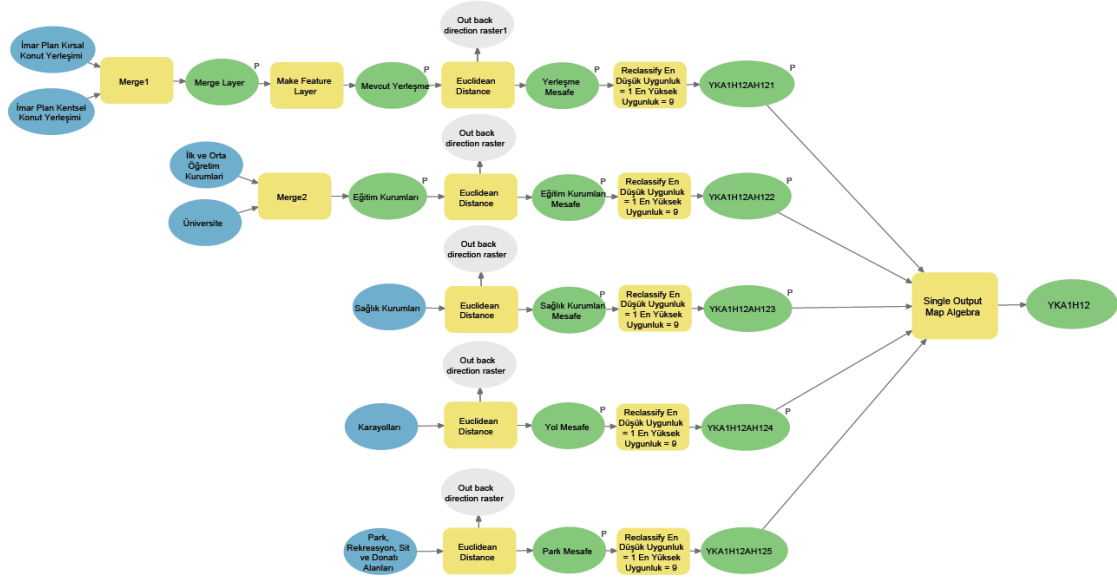 Out back
direction raster1
İmar Plan Kırsal
Konut Yerleşimi
Merge1
P
Merge Layer
Make Feature
Layer
P
Mevcut Yerleşme
Euclidean
Distance
P
Yerleşme
Mesafe
Reclassify En
Düşük Uygunluk
= 1 En Yüksek
Uygunluk = 9
P
YKA1H12AH121
İmar Plan Kentsel
Konut Yerleşimi
Out back
direction raster
İlk ve Orta
Öğretim
Kurumlari
Merge2
P
Eğitim Kurumları
Euclidean
Distance
P
Eğitim Kurumları
Mesafe
Reclassify En
Düşük Uygunluk
= 1 En Yüksek
Uygunluk = 9
P
YKA1H12AH122
Üniversite
Out back
direction raster
Sağlık Kurumları
Euclidean
Distance
P
Sağlık Kurumları
Mesafe
Reclassify En
Düşük Uygunluk
= 1 En Yüksek
Uygunluk = 9
P
YKA1H12AH123
Single Output
Map Algebra
YKA1H12
Out back
direction raster
Karayolları
Euclidean
Distance
P
Yol Mesafe
Reclassify En
Düşük Uygunluk
= 1 En Yüksek
Uygunluk = 9
P
YKA1H12AH124
Out back
direction raster
Park,
Rekreasyon, Sit
ve Donatı
Alanları
Euclidean
Distance
P
Park Mesafe
Reclassify En
Düşük Uygunluk
= 1 En Yüksek
Uygunluk = 9
YKA1H12AH125